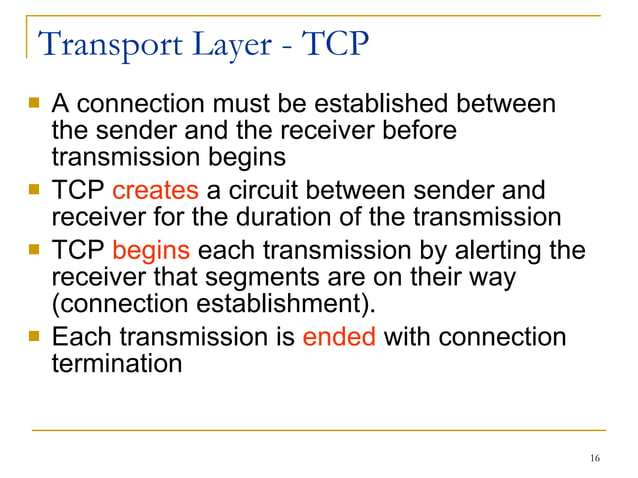 Transport Layer - TCP
A connection must be established between
the sender and the receiver before
transmission begins
TCP creates a circuit between sender and
receiver for the duration of the transmission
TCP begins each transmission by alerting the
receiver that segments are on their way
(connection establishment).
Each transmission is ended with connection
termination
16